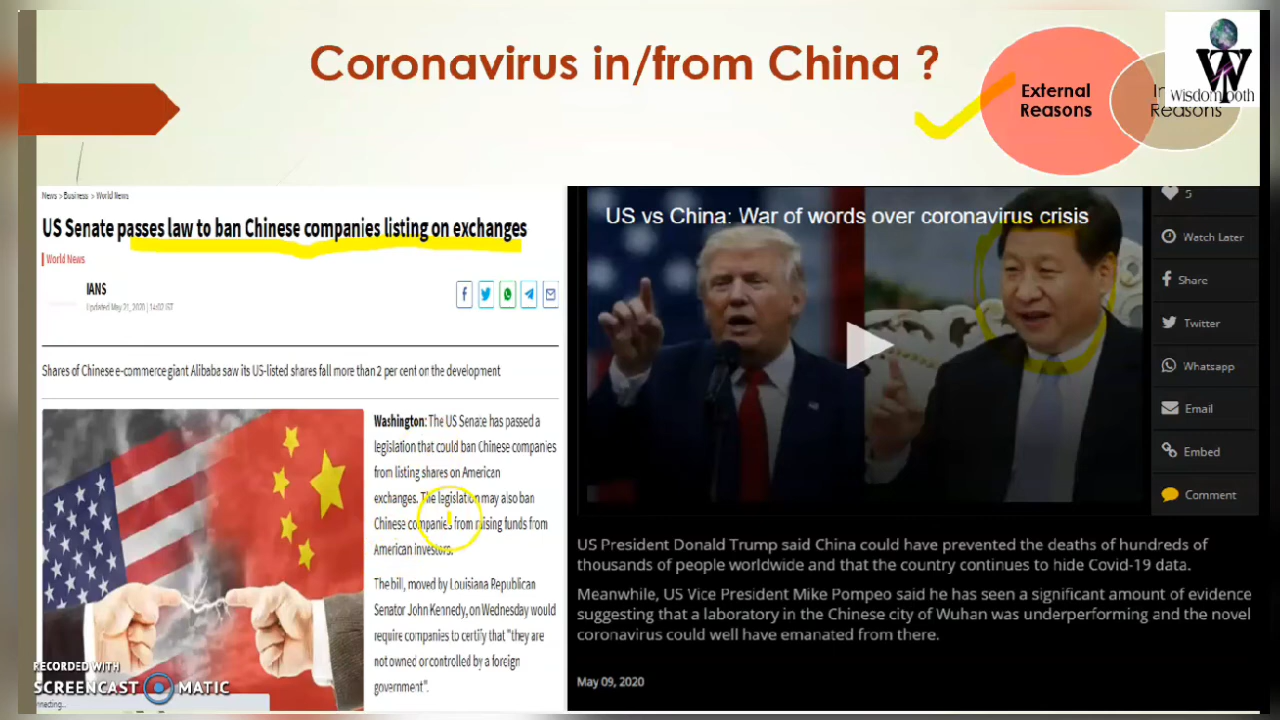 Coronavirus in/from China ?
External
Reasons
Reasons
Wisdom
ooth
News > Business > World News
US Senate passes law to ban Chinese companies listing on exchanges
World News
IANS
Updated May 21, 2020 |
Shares of Chinese e-commerce giant Alibaba saw its US-listed shares fall more than 2 per cent on the development
Washington: The US Senate has passed a
legislation that could ban Chinese companies
from listing shares on American
exchanges. The legislation may also ban
Chinese companies from raising funds from
American investors.
The bill, moved by Louisiana Republican
Senator John Kennedy, on Wednesday would
require companies to certify that "they are
not owned or controlled by a foreign
government".
RECORDED WITH
SCREENCAST MATIC
US vs China: War of words over coronavirus crisis
5
Watch Later
Share
Twitter
Whatsapp
Email
Embed
Comment
US President Donald Trump said China could have prevented the deaths of hundreds of
thousands of people worldwide and that the country continues to hide Covid-19 data.
Meanwhile, US Vice President Mike Pompeo said he has seen a significant amount of evidence
suggesting that a laboratory in the Chinese city of Wuhan was underperforming and the novel
coronavirus could well have emanated from there.
May 09, 2020